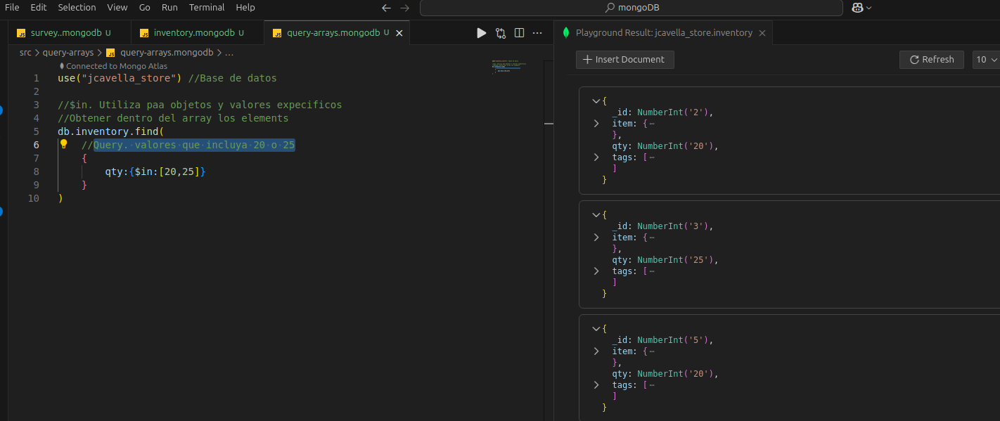 File Edit Selection View Go Run Terminal Help
mongoDB
JS survey..mongodb U
JS inventory.mongodb U
JS query-arrays.mongodb U
Playground Result: jcavella_store.inventory
src > query-arrays > JS query-arrays.mongodb > ...
Connected to Mongo Atlas
1 use("jcavella_store") //Base de datos
2
3 //$in. Utiliza paa objetos y valores expecificos
4 //Obtener dentro del array los elements
5 db.inventory.find(
6 //Query. valores que incluya 20 o 25
7 {
8 qty:{$in:[20,25]}
9 }
10 )
Insert Document
Refresh
10
{
_id: NumberInt('2'),
item: {
},
qty: NumberInt('20'),
tags: [
]
}
{
_id: NumberInt('3'),
item: {
},
qty: NumberInt('25'),
tags: [
]
}
{
_id: NumberInt('5'),
item: {
},
qty: NumberInt('20'),
tags: [
]
}